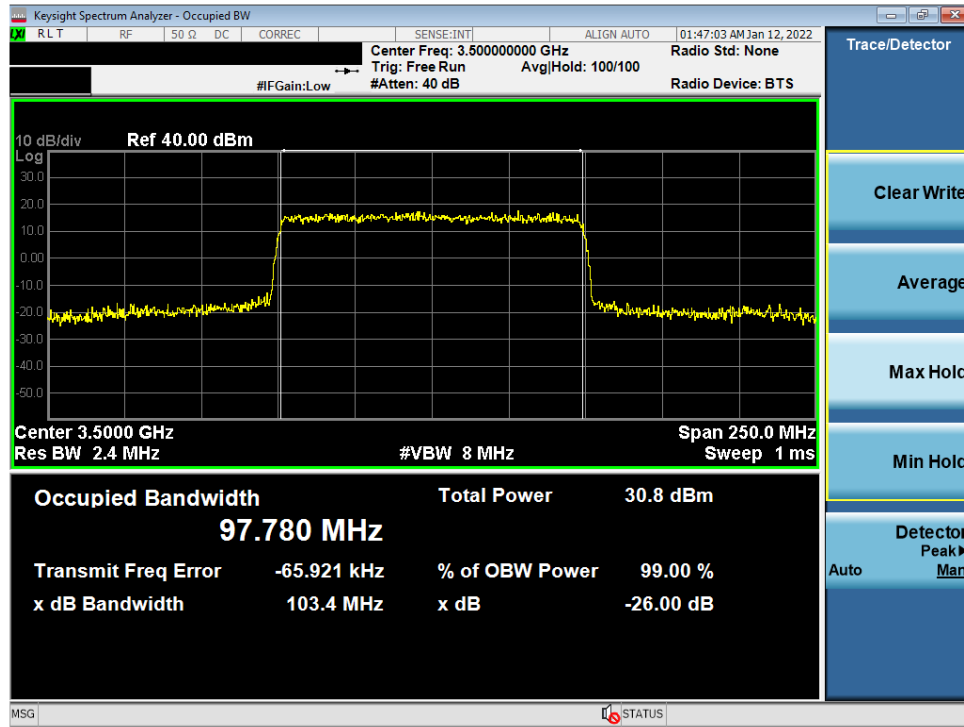 Keysight Spectrum Analyzer - Occupied BW
LXI RLT RF 50 Ω DC CORREC SENSE:INT ALIGN AUTO 01:47:03 AM Jan 12, 2022
Center Freq: 3.500000000 GHz Radio Std: None
Trig: Free Run Avg|Hold: 100/100
#IFGain:Low #Atten: 40 dB Radio Device: BTS
10 dB/div Ref 40.00 dBm
Log
30.0
20.0
10.0
0.00
-10.0
-20.0
-30.0
-40.0
-50.0
Center 3.5000 GHz Span 250.0 MHz
Res BW 2.4 MHz #VBW 8 MHz Sweep 1 ms
Occupied Bandwidth Total Power 30.8 dBm
97.780 MHz
Transmit Freq Error -65.921 kHz % of OBW Power 99.00 %
x dB Bandwidth 103.4 MHz x dB -26.00 dB
MSG STATUS
Trace/Detector
Clear Write
Average
Max Hold
Min Hold
Detector
Peak
Auto Man